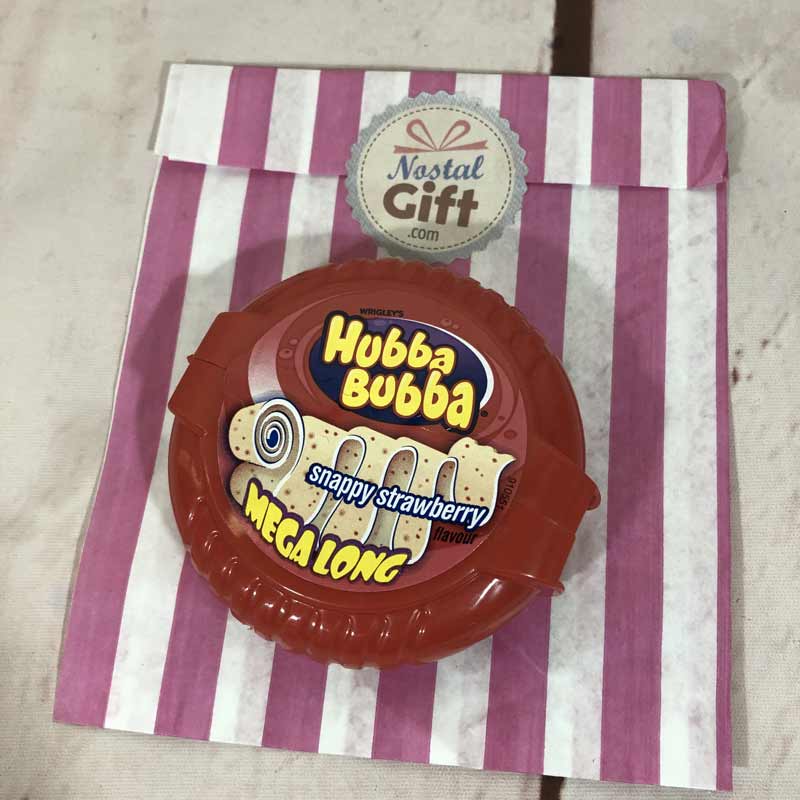 Nostal
Gift
.com
WRIGLEY'S
Hubba
Bubba
snappy strawberry
flavour
MEGA LONG